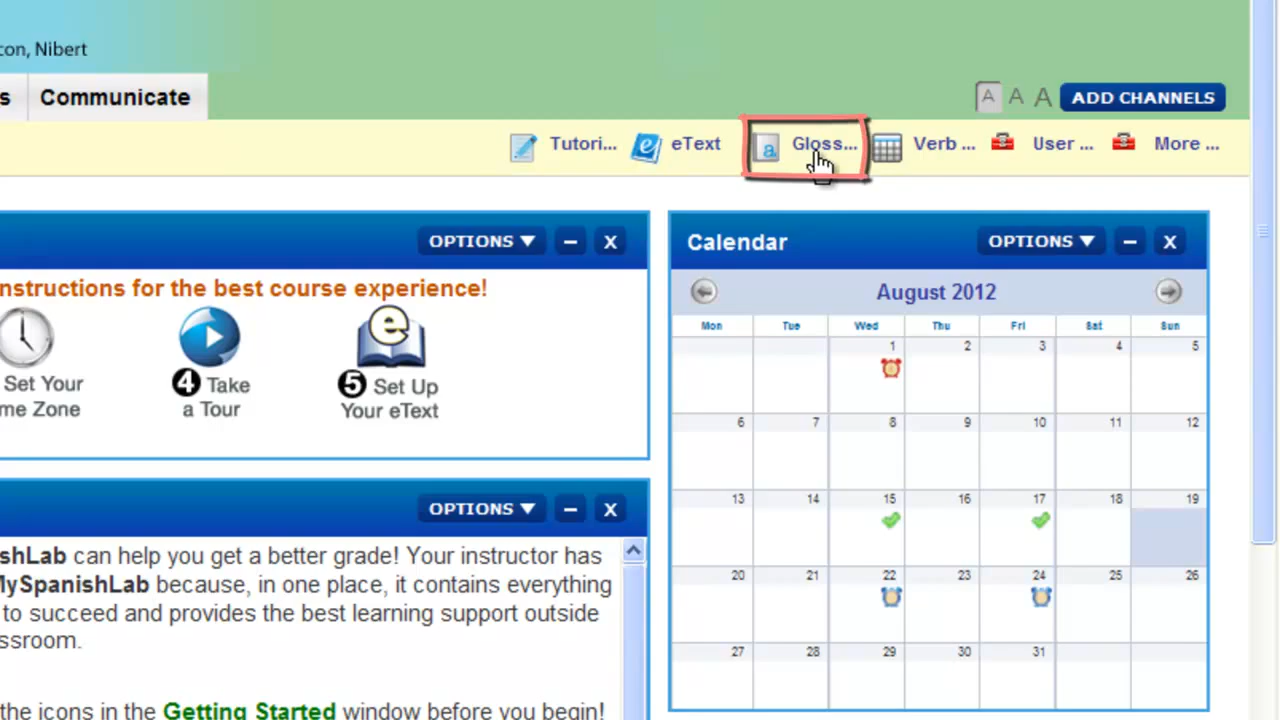 con, Nibert
s Communicate
A A A ADD CHANNELS
Tutori... eText Gloss... Verb ... User ... More ...
OPTIONS X
nstructions for the best course experience!
Set Your
me Zone
4 Take
a Tour
5 Set Up
Your eText
OPTIONS X
shLab can help you get a better grade! Your instructor has
MySpanishLab because, in one place, it contains everything
to succeed and provides the best learning support outside
ssroom.
the icons in the Getting Started window before you begin!
Calendar OPTIONS X
August 2012
Mon Tue Wed Thu Fri Sat Sun
1 2 3 4 5
6 7 8 9 10 11 12
13 14 15 16 17 18 19
20 21 22 23 24 25 26
27 28 29 30 31